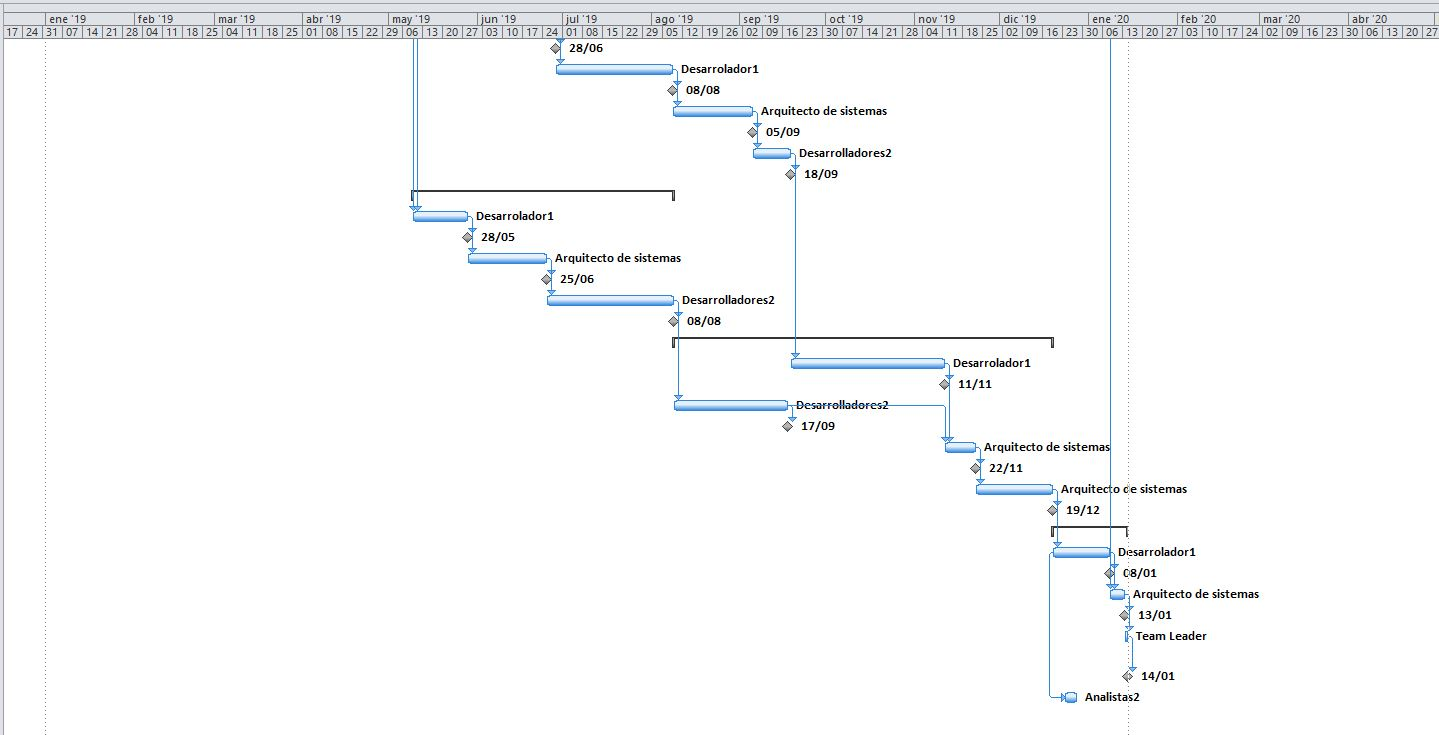 ene '19 feb '19 mar '19 abr '19 may '19 jun '19 jul '19 ago '19 sep '19 oct '19 nov '19 dic '19 ene '20 feb '20 mar '20 abr '20
17 24 31 07 14 21 28 04 11 18 25 04 11 18 25 01 08 15 22 29 06 13 20 27 03 10 17 24 01 08 15 22 29 05 12 19 26 02 09 16 23 30 07 14 21 28 04 11 18 25 02 09 16 23 30 06 13 20 27 03 10 17 24 02 09 16 23 30 06 13 20 27
28/06
Desarrolador1
08/08
Arquitecto de sistemas
05/09
Desarrolladores2
18/09
Desarrolador1
28/05
Arquitecto de sistemas
25/06
Desarrolladores2
08/08
Desarrolador1
11/11
Desarrolladores2
17/09
Arquitecto de sistemas
22/11
Arquitecto de sistemas
19/12
Desarrolador1
08/01
Arquitecto de sistemas
13/01
Team Leader
14/01
Analistas2